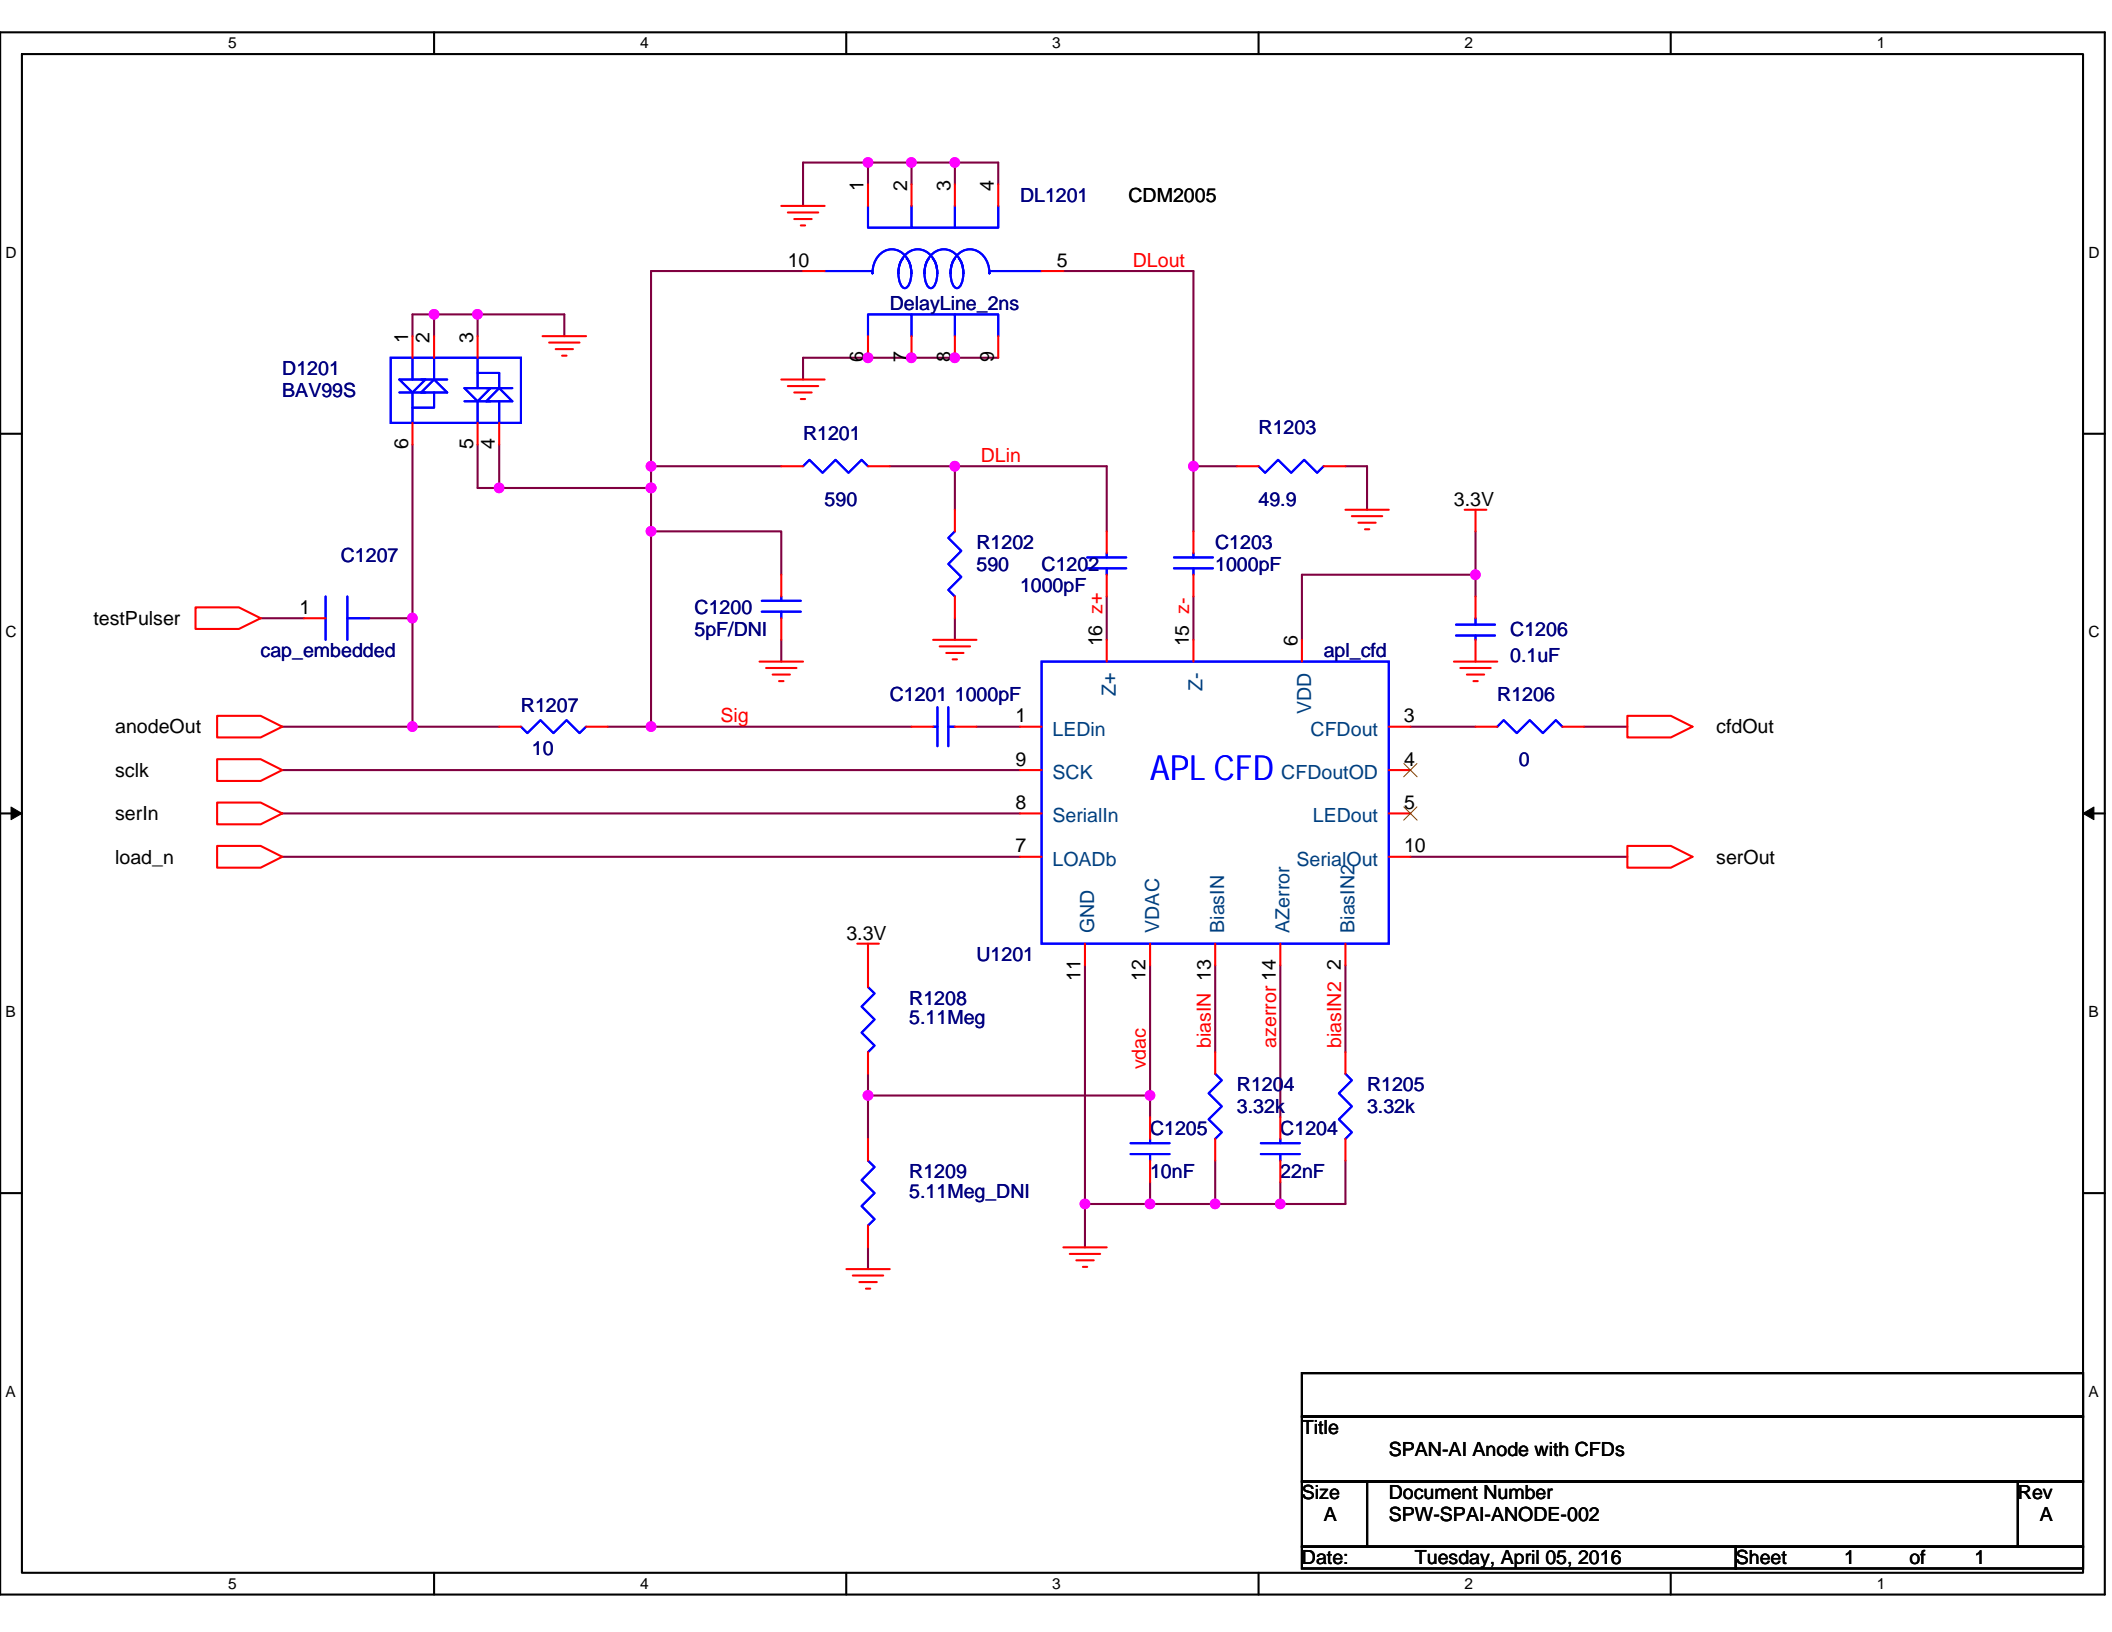 5 4 3 2 1
D D
C C
B B
A A
1 2 3 4
DL1201 CDM2005
10 5 DLout
DelayLine_2ns
6 7 8 9
1 2 3
D1201
BAV99S
6 5 4
R1201
590
DLin
R1203
49.9
3.3V
R1202
590
C1202
1000pF
C1203
1000pF
C1207
testPulser 1
cap_embedded
C1200
5pF/DNI
z+ z-
16 15 6
apl_cfd
C1206
0.1uF
Z+ Z- VDD
C1201 1000pF
R1206
0
anodeOut
R1207
10
Sig
1 LEDin
CFDout 3
cfdOut
sclk
9 SCK
APL CFD
CFDoutOD 4
serIn
8 SerialIn
LEDout 5
load_n
7 LOADb
SerialOut 10
serOut
GND VDAC BiasIN AZerror BiasIN2
U1201
11 12 13 14 2
vdac biasIN azerror biasIN2
3.3V
R1208
5.11Meg
R1204
3.32k
R1205
3.32k
C1205
10nF
C1204
22nF
R1209
5.11Meg_DNI
Title
SPAN-AI Anode with CFDs
Size
A
Document Number
SPW-SPAI-ANODE-002
Rev
A
Date: Tuesday, April 05, 2016 Sheet 1 of 1
5 4 3 2 1